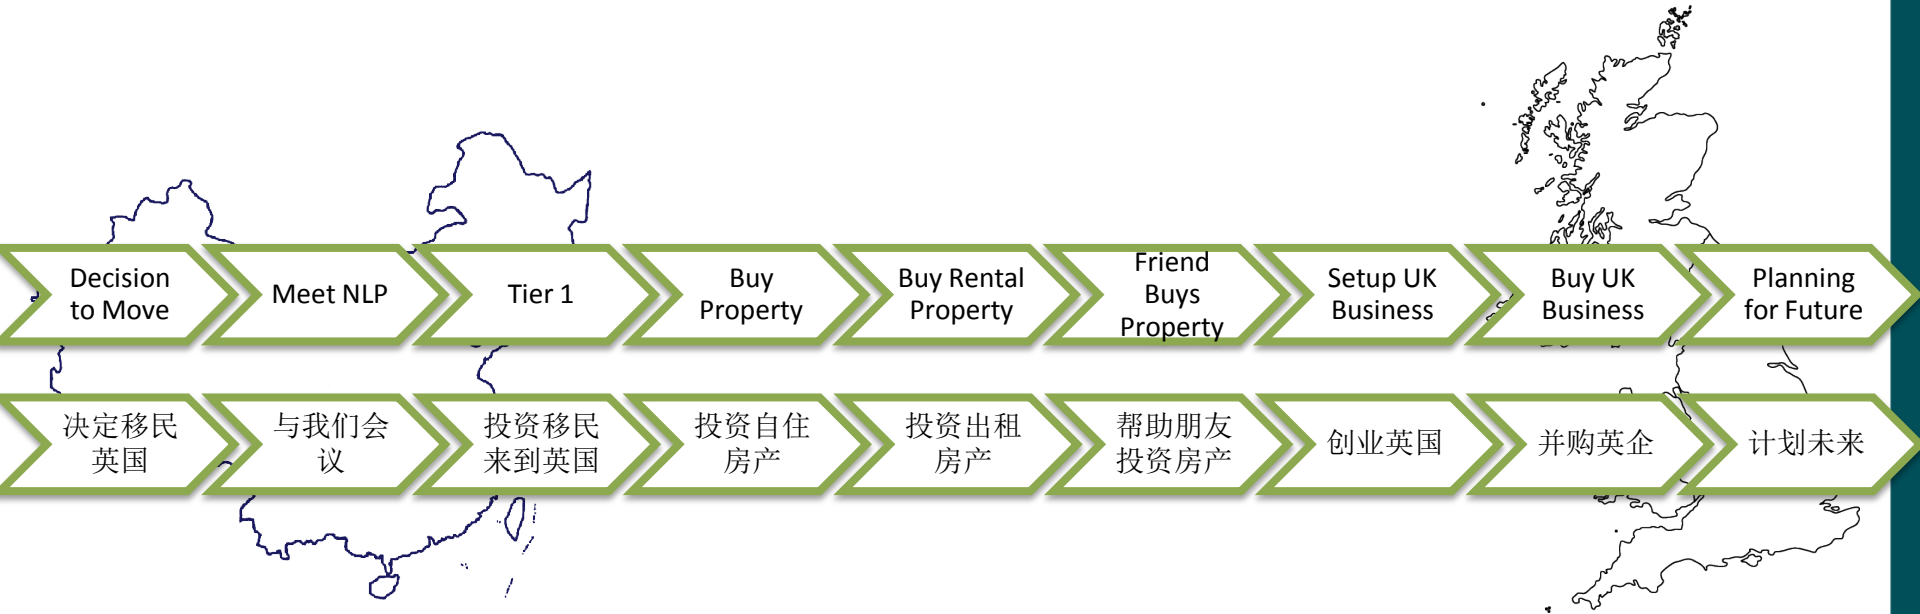 Decision
to Move
Meet NLP
Tier 1
Buy
Property
Buy Rental
Property
Friend
Buys
Property
Setup UK
Business
Buy UK
Business
Planning
for Future
决定移民
英国
与我们会
议
投资移民
来到英国
投资自住
房产
投资出租
房产
帮助朋友
投资房产
创业英国
并购英企
计划未来